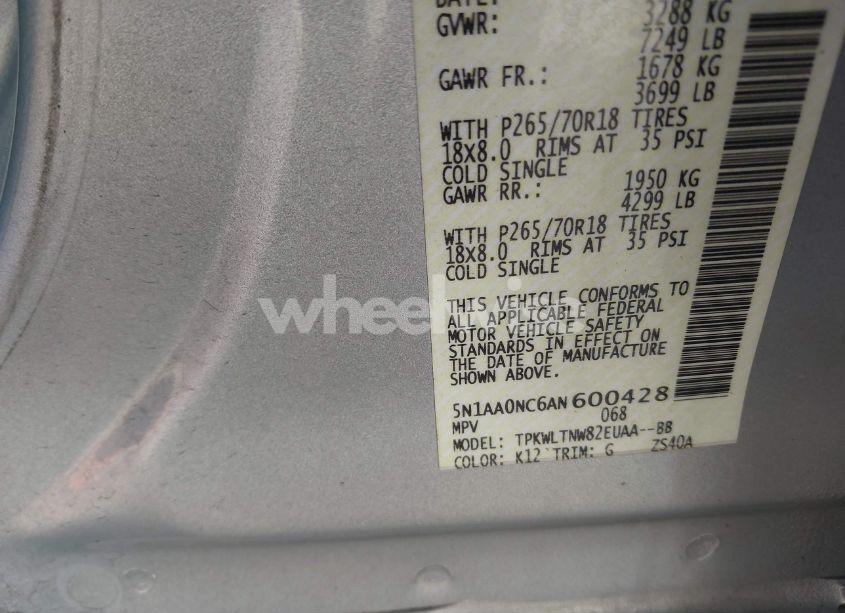 DATE:
GVWR: 3288 KG
7249 LB
GAWR FR.: 1678 KG
3699 LB
WITH P265/70R18 TIRES
18X8.0 RIMS AT 35 PSI
COLD SINGLE
GAWR RR.: 1950 KG
4299 LB
WITH P265/70R18 TIRES
18X8.0 RIMS AT 35 PSI
COLD SINGLE
THIS VEHICLE CONFORMS TO
ALL APPLICABLE FEDERAL
MOTOR VEHICLE SAFETY
STANDARDS IN EFFECT ON
THE DATE OF MANUFACTURE
SHOWN ABOVE.
5N1AA0NC6AN600428
MPV 068
MODEL: TPKWLTNW82EUAA--BB
COLOR: K12 TRIM: G ZS40A
wheelvin